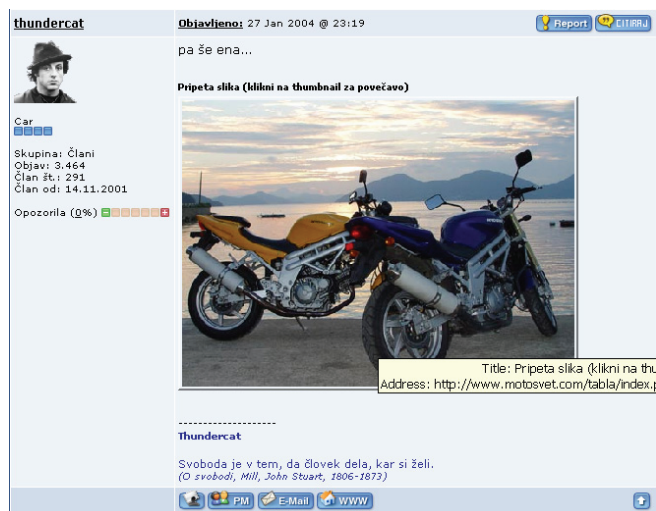 thundercat
Objavljeno: 27 Jan 2004 @ 23:19
Report
CITIRAJ
pa še ena...
Pripeta slika (klikni na thumbnail za povečavo)
Car
Skupina: Člani
Objav: 3.464
Član št.: 291
Član od: 14.11.2001
Opozorila (0%)
Title: Pripeta slika (klikni na thu
Address: http://www.motosvet.com/tabla/index.p
--------------------
Thundercat
Svoboda je v tem, da človek dela, kar si želi.
(O svobodi, Mill, John Stuart, 1806-1873)
PM E-Mail WWW